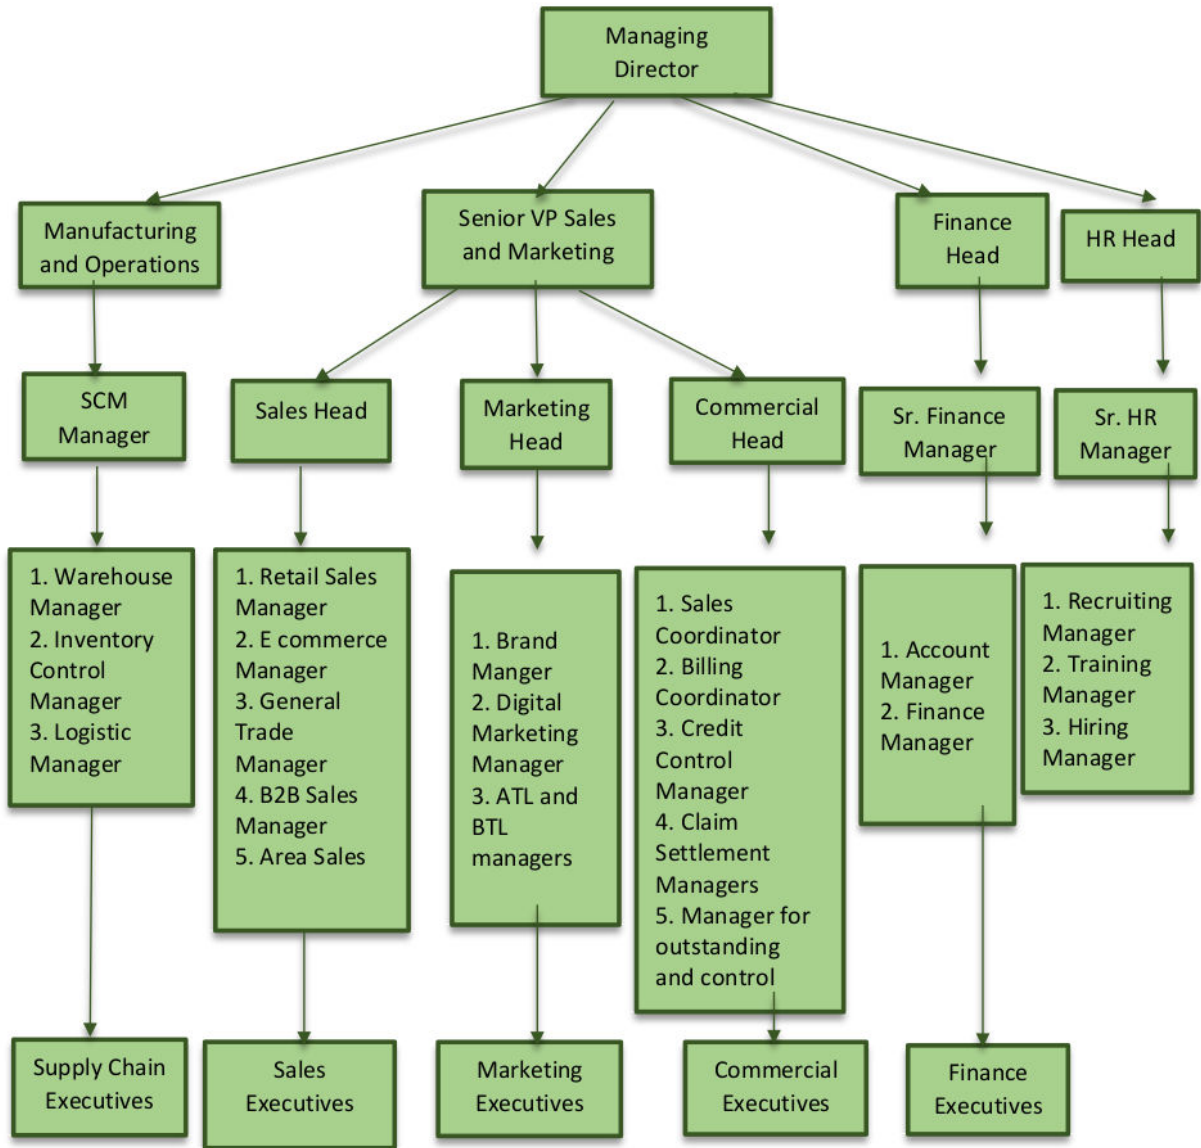 Managing
Director
Manufacturing
and Operations
Senior VP Sales
and Marketing
Finance
Head
HR Head
SCM
Manager
Sales Head
Marketing
Head
Commercial
Head
Sr. Finance
Manager
Sr. HR
Manager
1. Warehouse
Manager
2. Inventory
Control
Manager
3. Logistic
Manager
1. Retail Sales
Manager
2. E commerce
Manager
3. General
Trade
Manager
4. B2B Sales
Manager
5. Area Sales
1. Brand
Manger
2. Digital
Marketing
Manager
3. ATL and
BTL
managers
1. Sales
Coordinator
2. Billing
Coordinator
3. Credit
Control
Manager
4. Claim
Settlement
Managers
5. Manager for
outstanding
and control
1. Account
Manager
2. Finance
Manager
1. Recruiting
Manager
2. Training
Manager
3. Hiring
Manager
Supply Chain
Executives
Sales
Executives
Marketing
Executives
Commercial
Executives
Finance
Executives